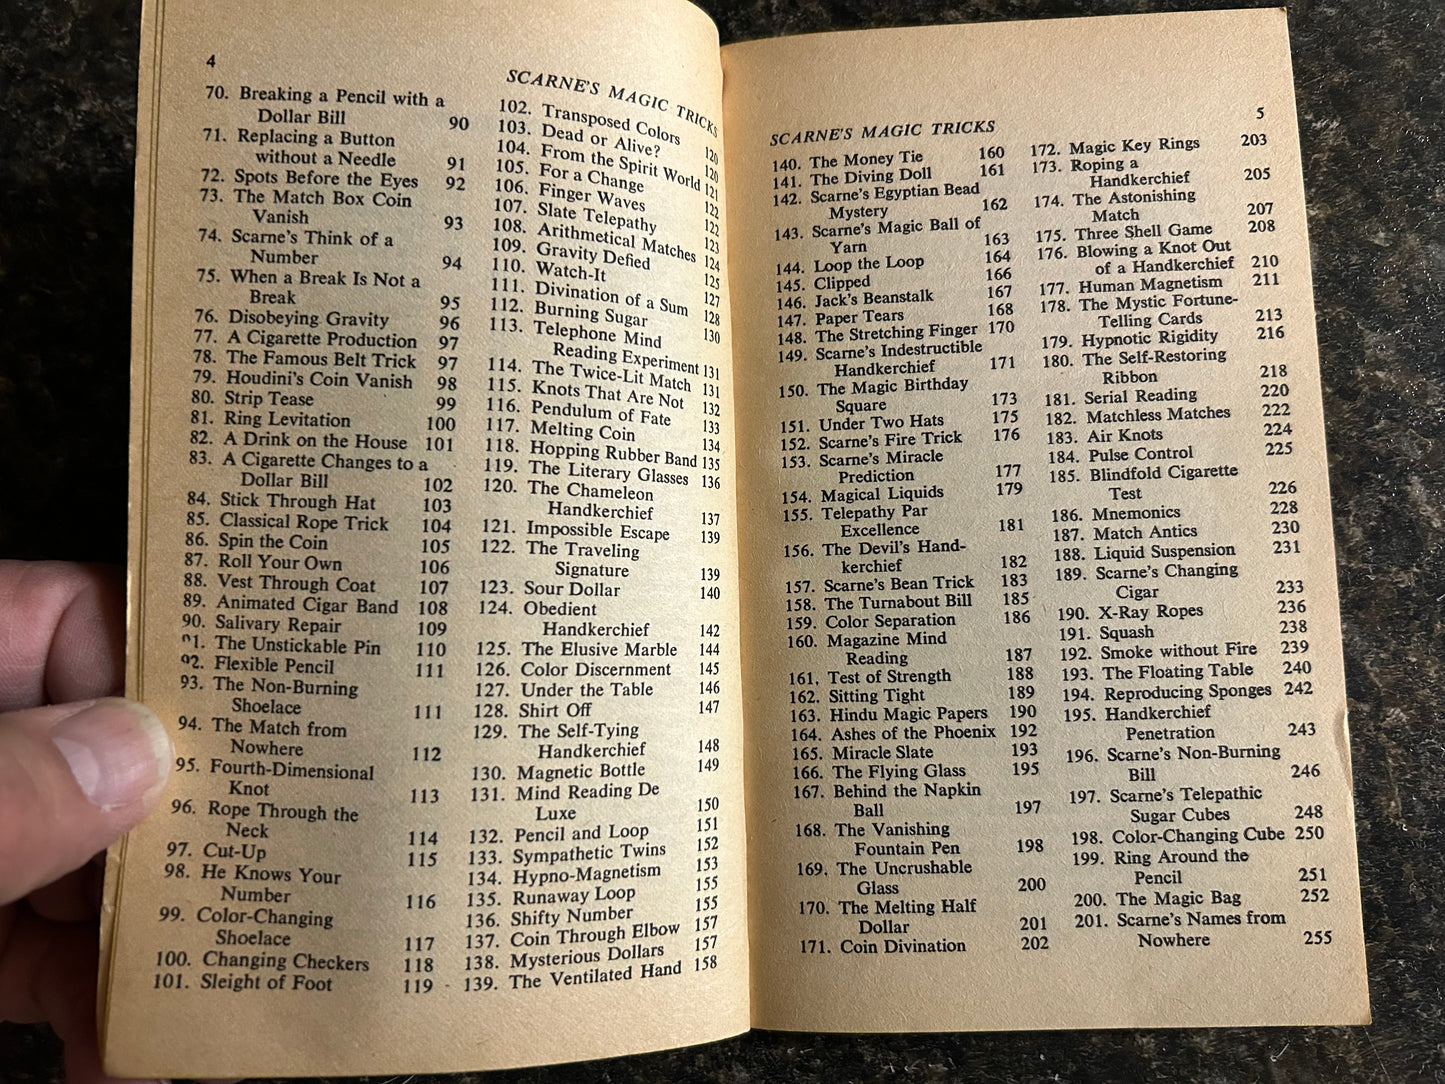 4
SCARNE'S MAGIC TRICKS
70. Breaking a Pencil with a
Dollar Bill 90
71. Replacing a Button
without a Needle 91
72. Spots Before the Eyes 92
73. The Match Box Coin
Vanish 93
74. Scarne's Think of a
Number 94
75. When a Break Is Not a
Break 95
76. Disobeying Gravity 96
77. A Cigarette Production 97
78. The Famous Belt Trick 97
79. Houdini's Coin Vanish 98
80. Strip Tease 99
81. Ring Levitation 100
82. A Drink on the House 101
83. A Cigarette Changes to a
Dollar Bill 102
84. Stick Through Hat 103
85. Classical Rope Trick 104
86. Spin the Coin 105
87. Roll Your Own 106
88. Vest Through Coat 107
89. Animated Cigar Band 108
90. Salivary Repair 109
91. The Unstickable Pin 110
92. Flexible Pencil 111
93. The Non-Burning
Shoelace 111
94. The Match from
Nowhere 112
95. Fourth-Dimensional
Knot 113
96. Rope Through the
Neck 114
97. Cut-Up 115
98. He Knows Your
Number 116
99. Color-Changing
Shoelace 117
100. Changing Checkers 118
101. Sleight of Foot 119
102. Transposed Colors 120
103. Dead or Alive? 120
104. From the Spirit World 121
105. For a Change 122
106. Finger Waves 122
107. Slate Telepathy 123
108. Arithmetical Matches 124
109. Gravity Defied 125
110. Watch-It 127
111. Divination of a Sum 128
112. Burning Sugar 130
113. Telephone Mind
Reading Experiment 131
114. The Twice-Lit Match 131
115. Knots That Are Not 132
116. Pendulum of Fate 133
117. Melting Coin 134
118. Hopping Rubber Band 135
119. The Literary Glasses 136
120. The Chameleon
Handkerchief 137
121. Impossible Escape 139
122. The Traveling
Signature 139
123. Sour Dollar 140
124. Obedient
Handkerchief 142
125. The Elusive Marble 144
126. Color Discernment 145
127. Under the Table 146
128. Shirt Off 147
129. The Self-Tying
Handkerchief 148
130. Magnetic Bottle 149
131. Mind Reading De
Luxe 150
132. Pencil and Loop 151
133. Sympathetic Twins 152
134. Hypno-Magnetism 153
135. Runaway Loop 155
136. Shifty Number 155
137. Coin Through Elbow 157
138. Mysterious Dollars 157
139. The Ventilated Hand 158
SCARNE'S MAGIC TRICKS
5
140. The Money Tie 160
141. The Diving Doll 161
142. Scarne's Egyptian Bead
Mystery 162
143. Scarne's Magic Ball of
Yarn 163
144. Loop the Loop 164
145. Clipped 166
146. Jack's Beanstalk 167
147. Paper Tears 168
148. The Stretching Finger 170
149. Scarne's Indestructible
Handkerchief 171
150. The Magic Birthday
Square 173
151. Under Two Hats 175
152. Scarne's Fire Trick 176
153. Scarne's Miracle
Prediction 177
154. Magical Liquids 179
155. Telepathy Par
Excellence 181
156. The Devil's Hand-
kerchief 182
157. Scarne's Bean Trick 183
158. The Turnabout Bill 185
159. Color Separation 186
160. Magazine Mind
Reading 187
161. Test of Strength 188
162. Sitting Tight 189
163. Hindu Magic Papers 190
164. Ashes of the Phoenix 192
165. Miracle Slate 193
166. The Flying Glass 195
167. Behind the Napkin
Ball 197
168. The Vanishing
Fountain Pen 198
169. The Uncrushable
Glass 200
170. The Melting Half
Dollar 201
171. Coin Divination 202
172. Magic Key Rings 203
173. Roping a
Handkerchief 205
174. The Astonishing
Match 207
175. Three Shell Game 208
176. Blowing a Knot Out
of a Handkerchief 210
177. Human Magnetism 211
178. The Mystic Fortune-
Telling Cards 213
179. Hypnotic Rigidity 216
180. The Self-Restoring
Ribbon 218
181. Serial Reading 220
182. Matchless Matches 222
183. Air Knots 224
184. Pulse Control 225
185. Blindfold Cigarette
Test 226
186. Mnemonics 228
187. Match Antics 230
188. Liquid Suspension 231
189. Scarne's Changing
Cigar 233
190. X-Ray Ropes 236
191. Squash 238
192. Smoke without Fire 239
193. The Floating Table 240
194. Reproducing Sponges 242
195. Handkerchief
Penetration 243
196. Scarne's Non-Burning
Bill 246
197. Scarne's Telepathic
Sugar Cubes 248
198. Color-Changing Cube 250
199. Ring Around the
Pencil 251
200. The Magic Bag 252
201. Scarne's Names from
Nowhere 255